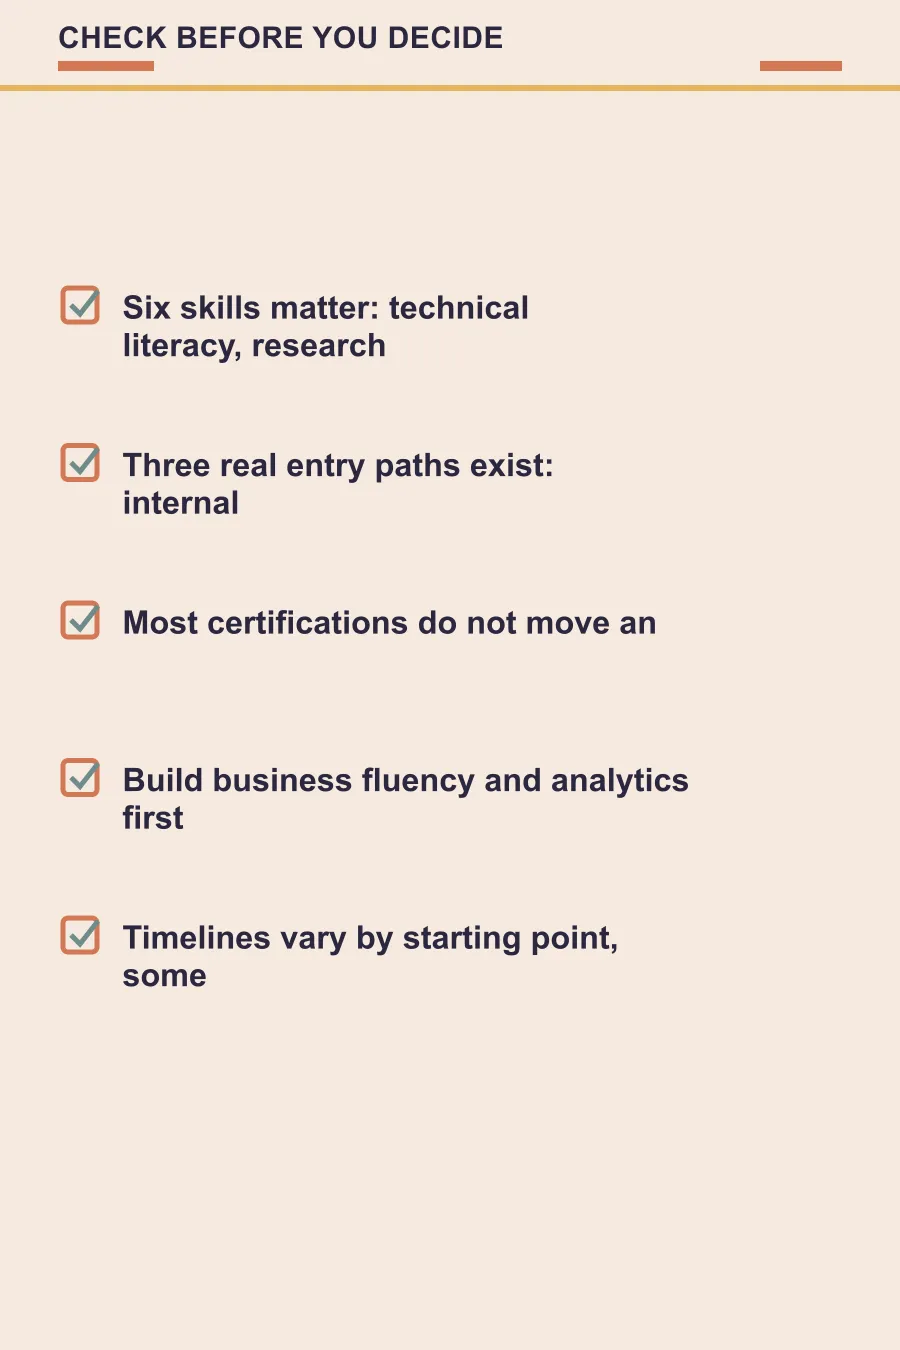 CHECK BEFORE YOU DECIDE
Six skills matter: technical
literacy, research
Three real entry paths exist:
internal
Most certifications do not move an
Build business fluency and analytics
first
Timelines vary by starting point,
some